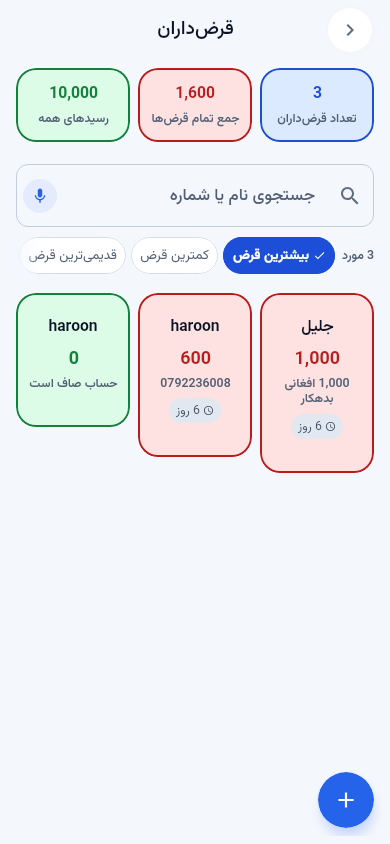 قرض‌داران
3
تعداد قرض‌داران
1,600
جمع تمام قرض‌ها
10,000
رسیدهای همه
جستجوی نام یا شماره
3 مورد
بیشترین قرض
کمترین قرض
قدیمی‌ترین قرض
جلیل
1,000
1,000 افغانی
بدهکار
6 روز
haroon
600
0792236008
6 روز
haroon
0
حساب صاف است